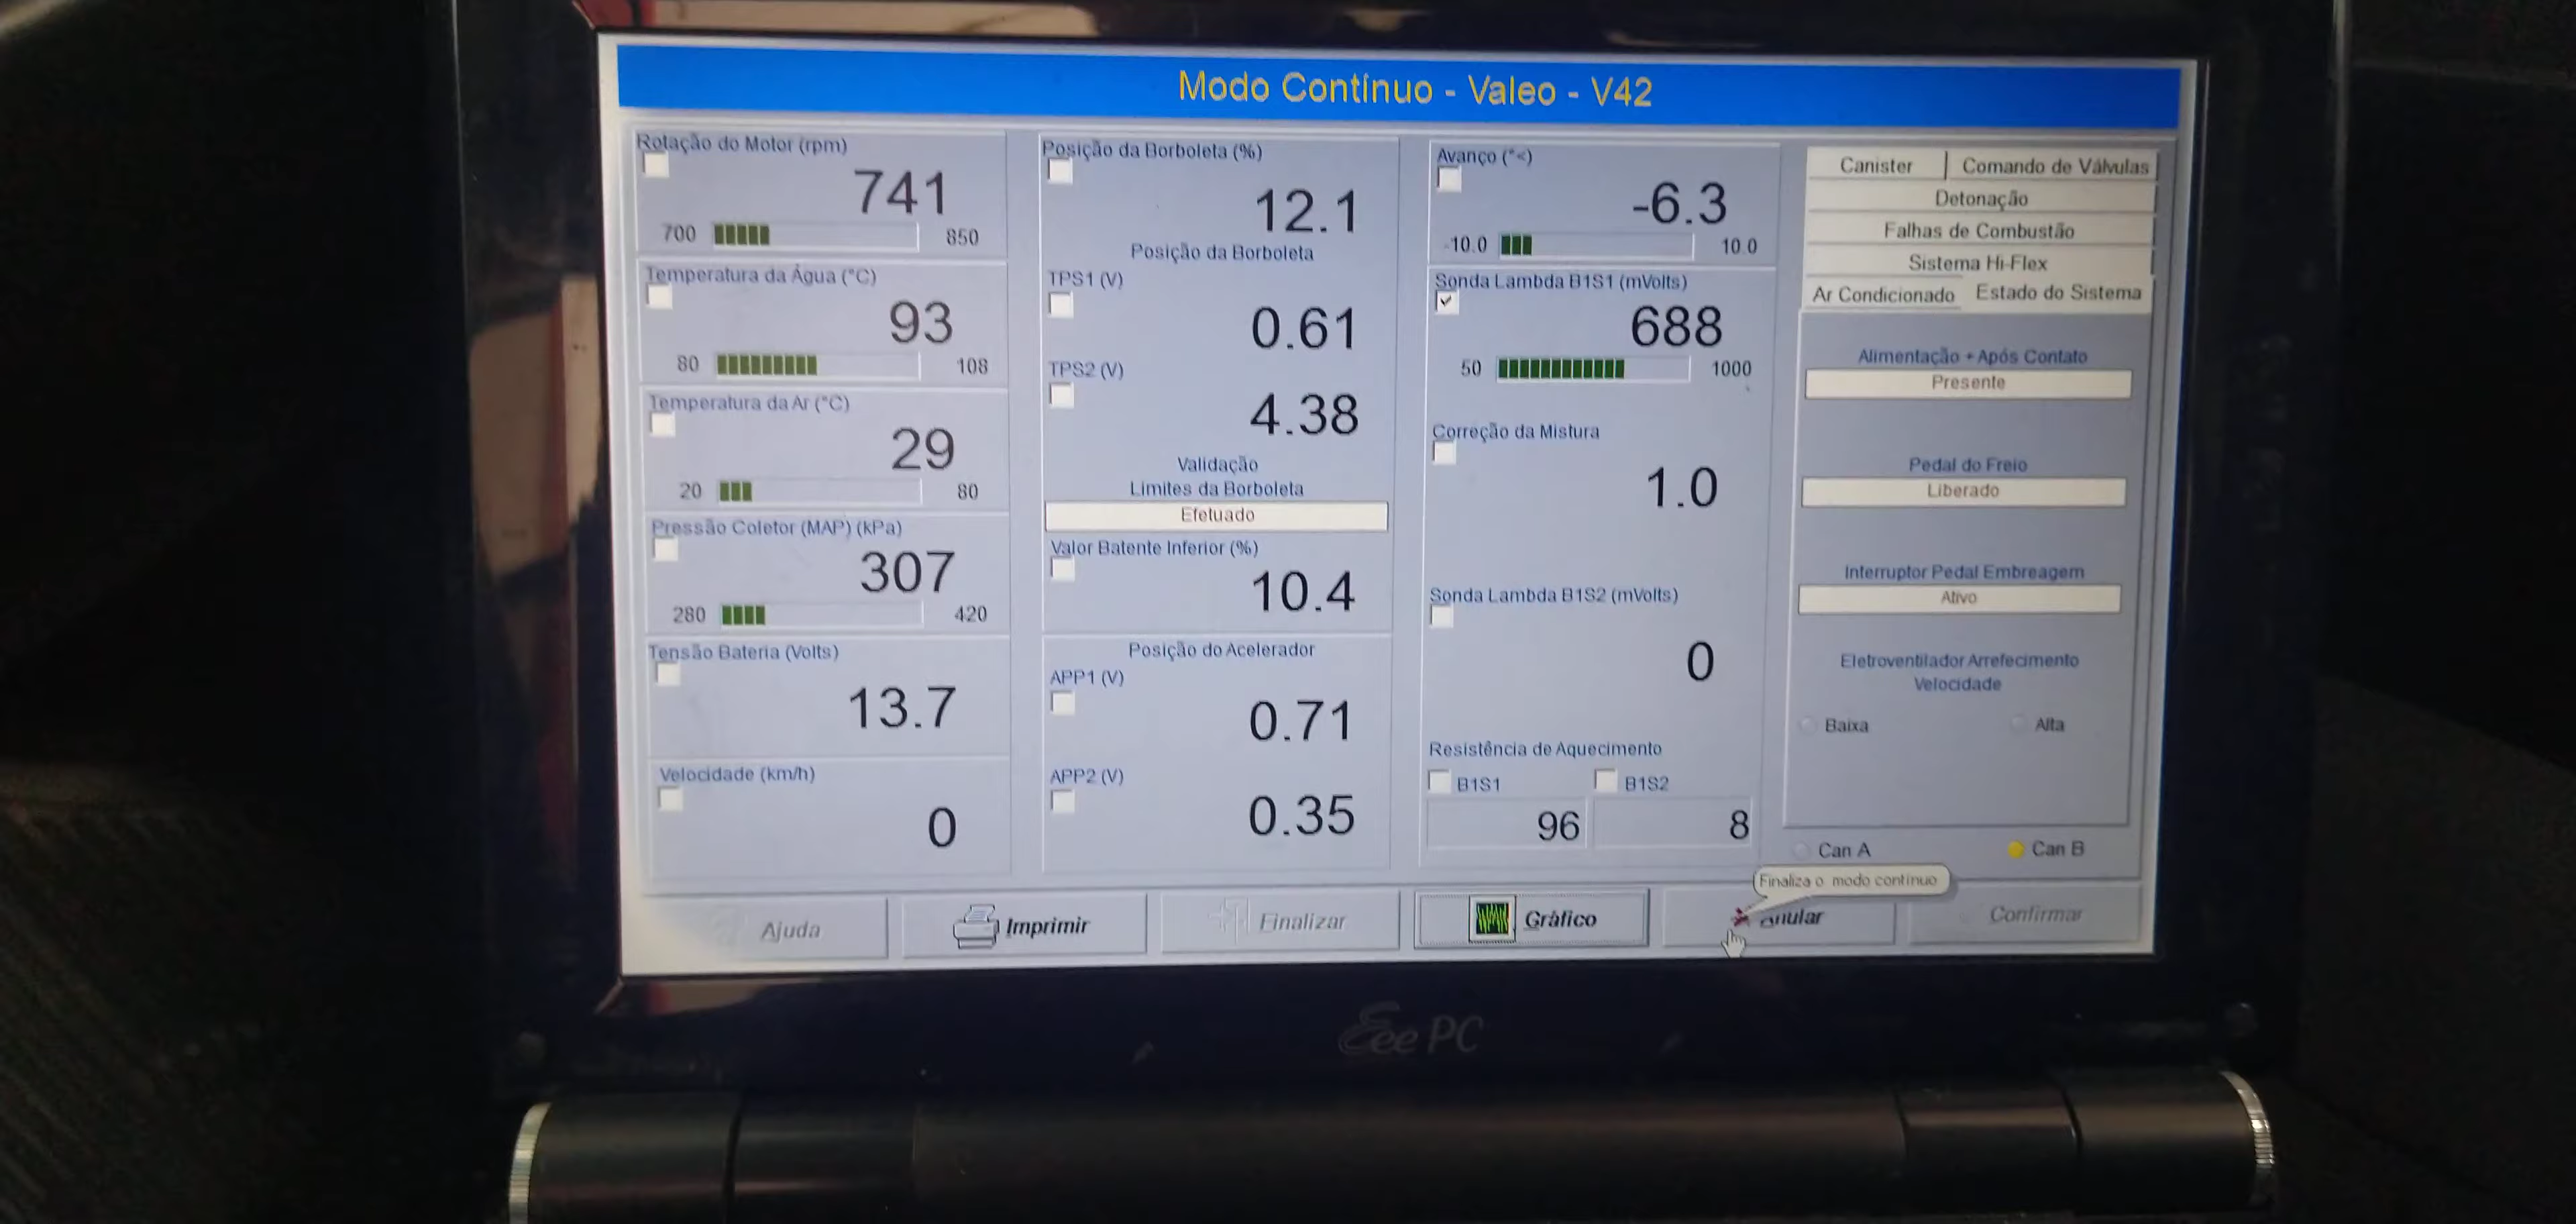 Modo Contínuo - Valeo - V42
Rotação do Motor (rpm)
741
700 850
Temperatura da Água (°C)
93
80 108
Temperatura da Ar (°C)
29
20 80
Pressão Coletor (MAP) (kPa)
307
280 420
Tensão Bateria (Volts)
13.7
Velocidade (km/h)
0
Posição da Borboleta (%)
12.1
Posição da Borboleta
TPS1 (V)
0.61
TPS2 (V)
4.38
Validação
Limites da Borboleta
Efetuado
Valor Batente Inferior (%)
10.4
Posição do Acelerador
APP1 (V)
0.71
APP2 (V)
0.35
Avanço (°<)
-6.3
-10.0 10.0
Sonda Lambda B1S1 (mVolts)
688
50 1000
Correção da Mistura
1.0
Sonda Lambda B1S2 (mVolts)
0
Resistência de Aquecimento
B1S1 B1S2
96 8
Canister Comando de Válvulas
Detonação
Falhas de Combustão
Sistema Hi-Flex
Ar Condicionado Estado do Sistema
Alimentação + Após Contato
Presente
Pedal do Freio
Liberado
Interruptor Pedal Embreagem
Ativo
Eletroventilador Arrefecimento
Velocidade
Baixa Alta
Can A Can B
Finaliza o modo contínuo
Ajuda Imprimir Finalizar Gráfico Anular Confirmar
Eee PC